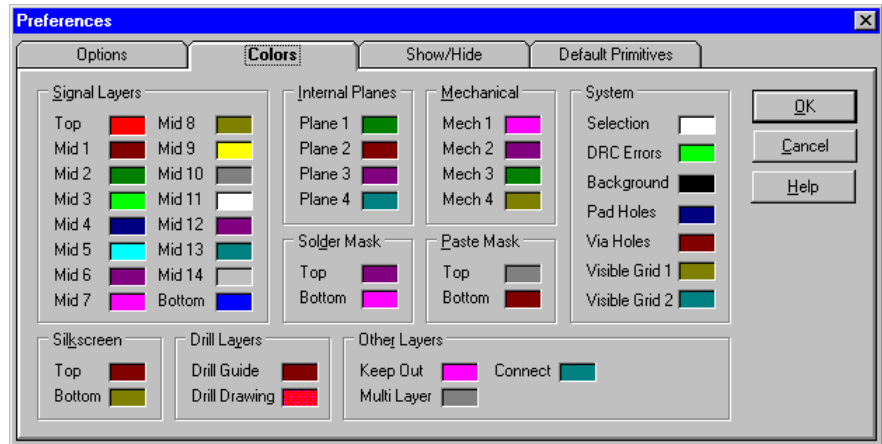 Preferences
Options Colors Show/Hide Default Primitives
Signal Layers
Top Mid 8
Mid 1 Mid 9
Mid 2 Mid 10
Mid 3 Mid 11
Mid 4 Mid 12
Mid 5 Mid 13
Mid 6 Mid 14
Mid 7 Bottom
Internal Planes
Plane 1
Plane 2
Plane 3
Plane 4
Mechanical
Mech 1
Mech 2
Mech 3
Mech 4
Solder Mask
Top
Bottom
Paste Mask
Top
Bottom
System
Selection
DRC Errors
Background
Pad Holes
Via Holes
Visible Grid 1
Visible Grid 2
OK
Cancel
Help
Silkscreen
Top
Bottom
Drill Layers
Drill Guide
Drill Drawing
Other Layers
Keep Out Connect
Multi Layer